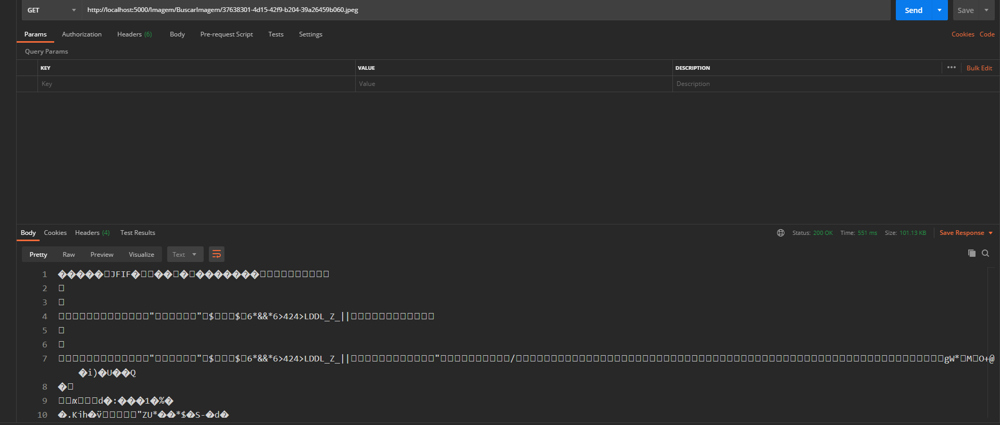 GET http://localhost:5000/Imagem/BuscarImagem/37638301-4d15-42f9-b204-39a26459b060.jpeg Send Save
Params Authorization Headers (6) Body Pre-request Script Tests Settings Cookies Code
Query Params
KEY VALUE DESCRIPTION ••• Bulk Edit
Key Value Description
Body Cookies Headers (4) Test Results Status: 200 OK Time: 551 ms Size: 101.13 KB Save Response
Pretty Raw Preview Visualize Text
1 �����□JFIF�□□��□�□�������□□□□□□□□□□
2 □
3 □
4 □□□□□□□□□□□□□"□□□□□□"□$□□□$□6*&&*6>424>LDDL_Z_||□□□□□□□□□□□□
5 □
6 □
7 □□□□□□□□□□□□□"□□□□□□"□$□□□$□6*&&*6>424>LDDL_Z_||□□□□□□□□□□□□"□□□□□□□□□□/ gW*□M□O+@
�i)�U��Q
8 �□
9 □□ԕ□□□d�:���1�%�
10 �.Kih�ÿ□□□□□"ZU*��*$�S-�d�